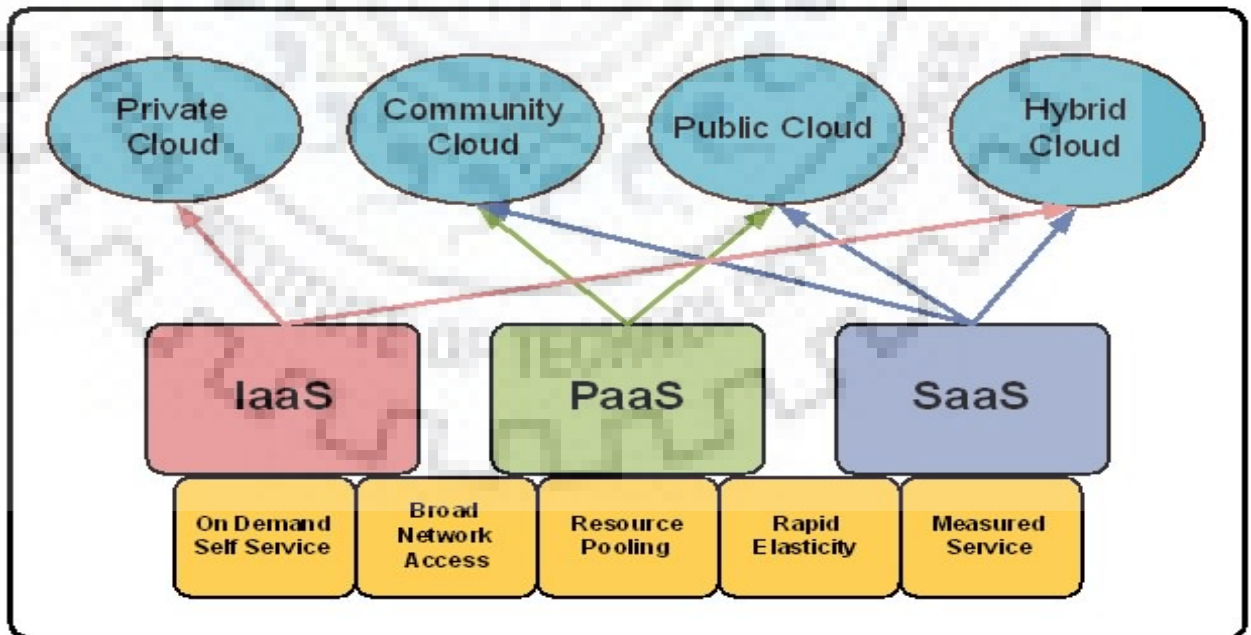 Private
Cloud
Community
Cloud
Public Cloud
Hybrid
Cloud
IaaS
PaaS
SaaS
On Demand
Self Service
Broad
Network
Access
Resource
Pooling
Rapid
Elasticity
Measured
Service